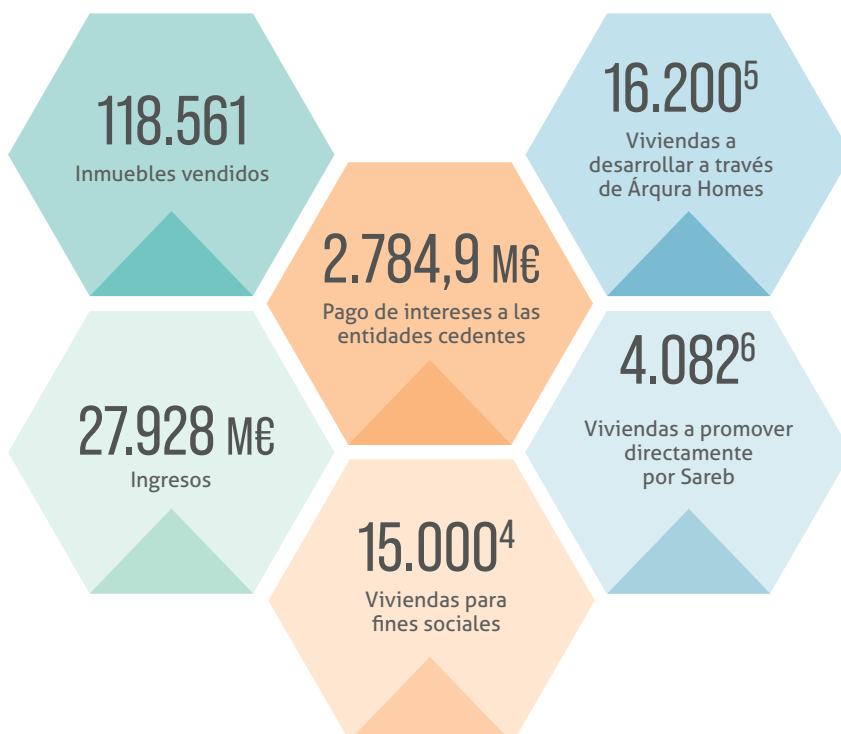 118.561
Inmuebles vendidos
16.200⁵
Viviendas a
desarrollar a través
de Árqura Homes
2.784,9 M€
Pago de intereses a las
entidades cedentes
27.928 M€
Ingresos
4.082⁶
Viviendas a promover
directamente
por Sareb
15.000⁴
Viviendas para
fines sociales